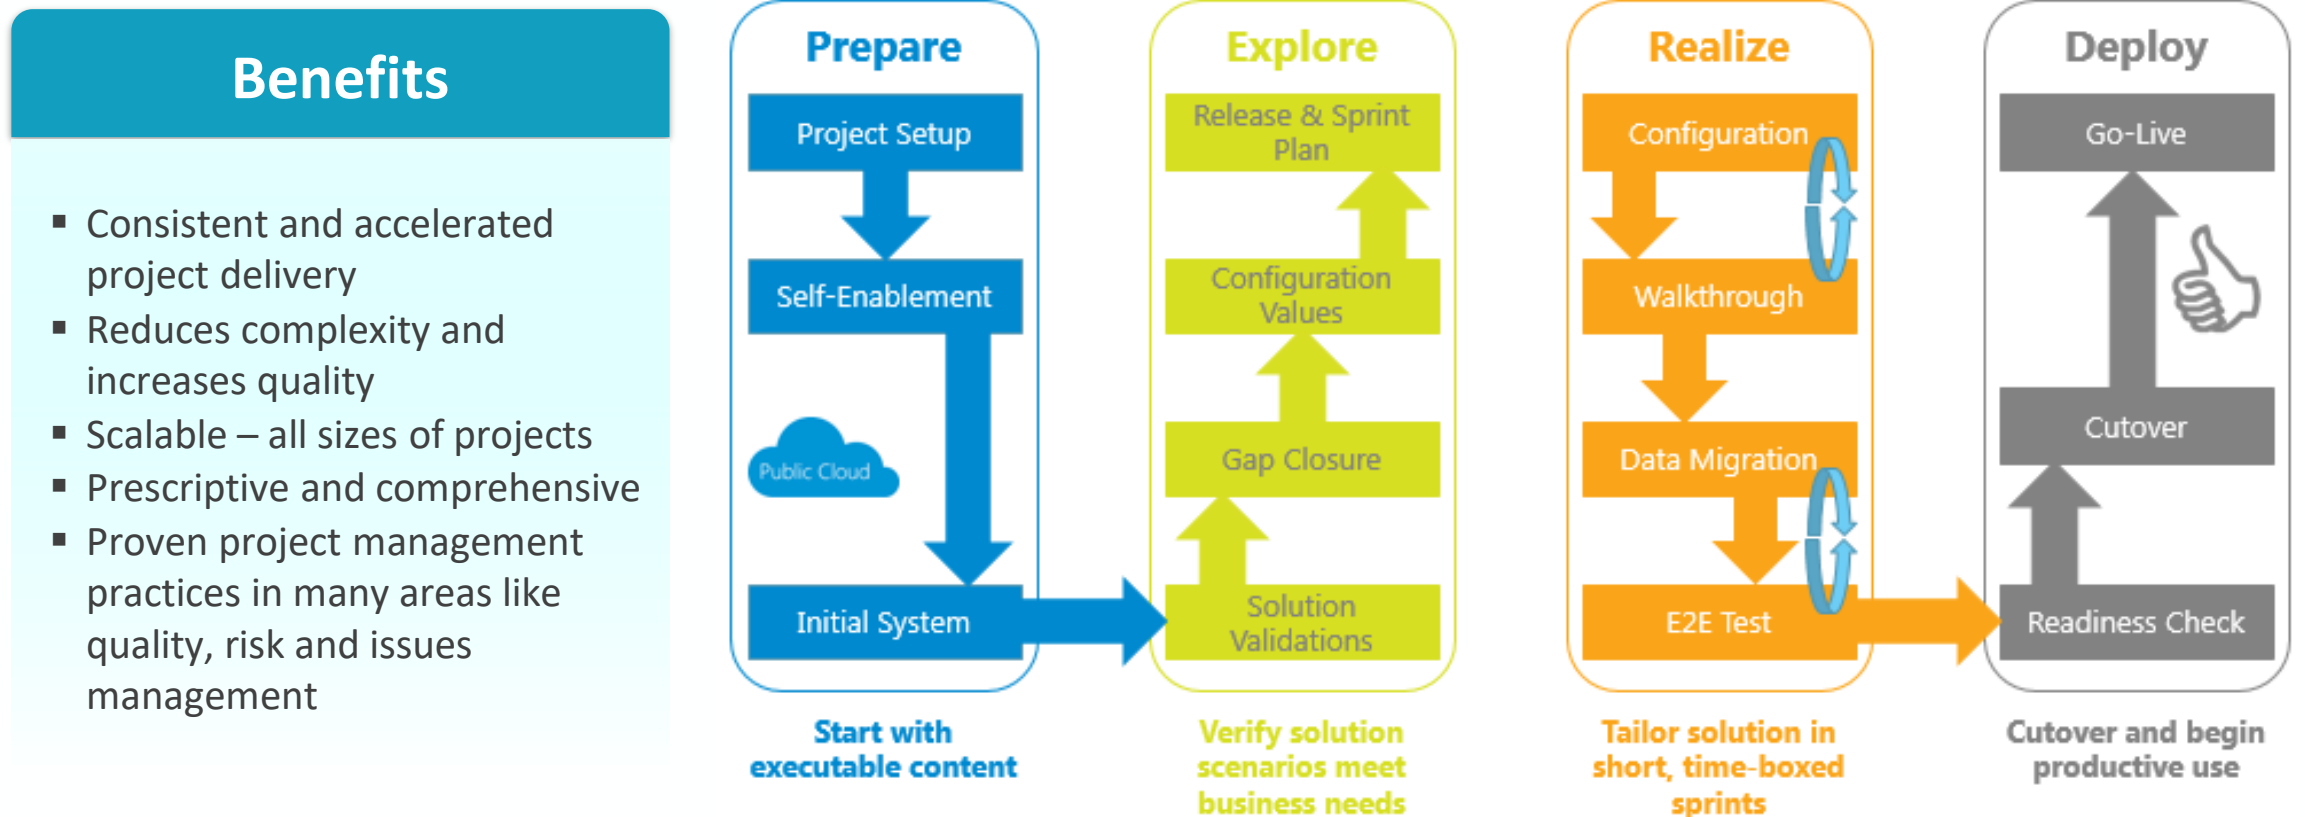 Benefits
▪ Consistent and accelerated
project delivery
▪ Reduces complexity and
increases quality
▪ Scalable – all sizes of projects
▪ Prescriptive and comprehensive
▪ Proven project management
practices in many areas like
quality, risk and issues
management
Prepare
Project Setup
Self-Enablement
Public Cloud
Initial System
Start with
executable content
Explore
Release & Sprint
Plan
Configuration
Values
Gap Closure
Solution
Validations
Verify solution
scenarios meet
business needs
Realize
Configuration
Walkthrough
Data Migration
E2E Test
Tailor solution in
short, time-boxed
sprints
Deploy
Go-Live
Cutover
Readiness Check
Cutover and begin
productive use